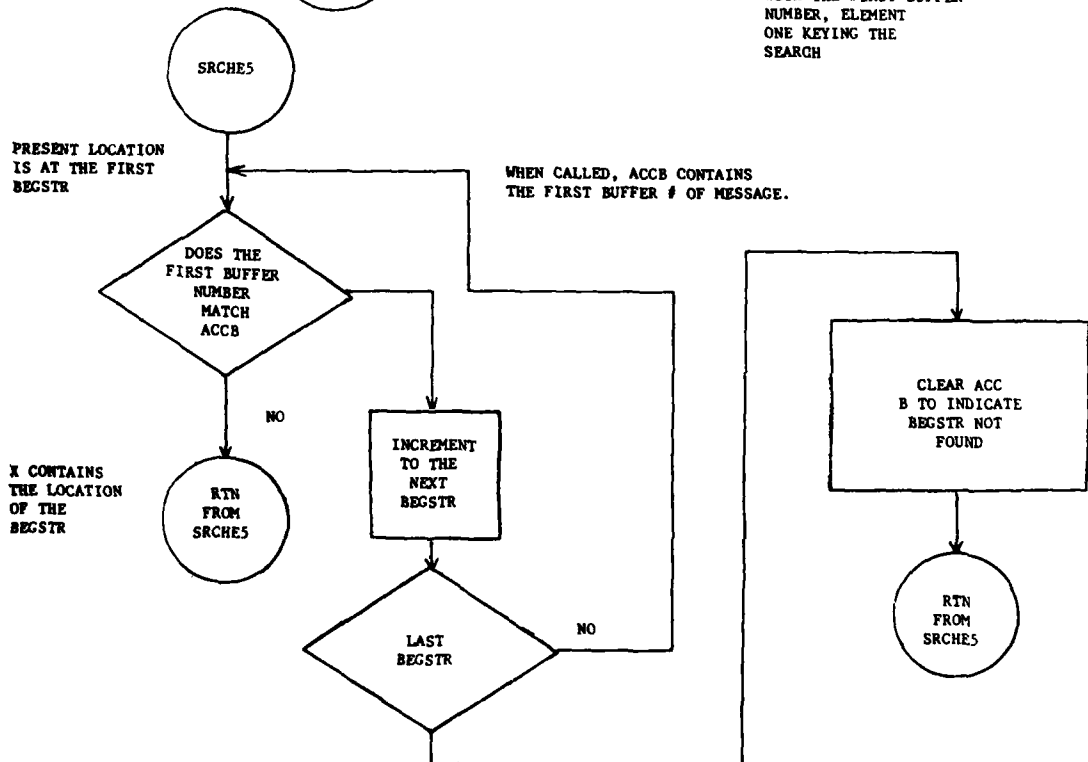 NUMBER, ELEMENT
ONE KEYING THE
SEARCH
SRCHE5
PRESENT LOCATION
IS AT THE FIRST
BEGSTR
WHEN CALLED, ACCB CONTAINS
THE FIRST BUFFER # OF MESSAGE.
DOES THE
FIRST BUFFER
NUMBER
MATCH
ACCB
NO
X CONTAINS
THE LOCATION
OF THE
BEGSTR
RTN
FROM
SRCHE5
INCREMENT
TO THE
NEXT
BEGSTR
LAST
BEGSTR
NO
CLEAR ACC
B TO INDICATE
BEGSTR NOT
FOUND
RTN
FROM
SRCHE5